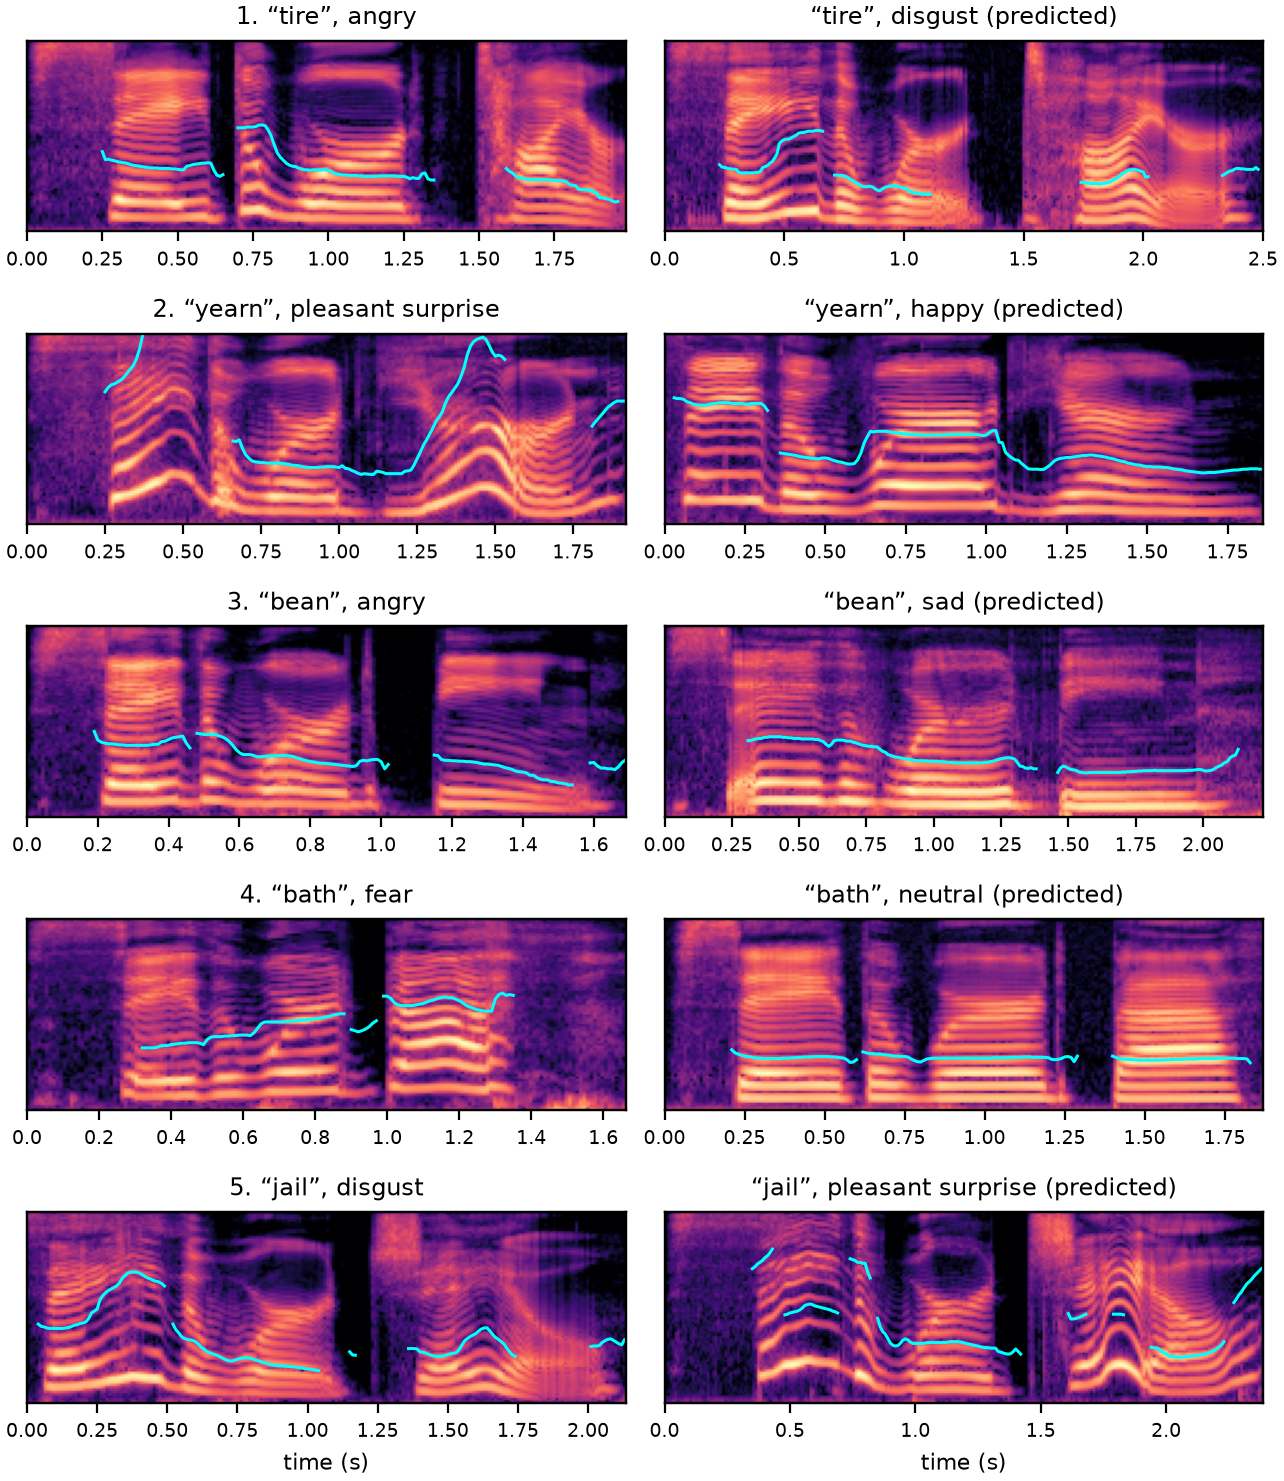 1. “tire”, angry
“tire”, disgust (predicted)
0.00 0.25 0.50 0.75 1.00 1.25 1.50 1.75
0.0 0.5 1.0 1.5 2.0 2.5
2. “yearn”, pleasant surprise
“yearn”, happy (predicted)
0.00 0.25 0.50 0.75 1.00 1.25 1.50 1.75
0.00 0.25 0.50 0.75 1.00 1.25 1.50 1.75
3. “bean”, angry
“bean”, sad (predicted)
0.0 0.2 0.4 0.6 0.8 1.0 1.2 1.4 1.6
0.00 0.25 0.50 0.75 1.00 1.25 1.50 1.75 2.00
4. “bath”, fear
“bath”, neutral (predicted)
0.0 0.2 0.4 0.6 0.8 1.0 1.2 1.4 1.6
0.00 0.25 0.50 0.75 1.00 1.25 1.50 1.75
5. “jail”, disgust
“jail”, pleasant surprise (predicted)
0.00 0.25 0.50 0.75 1.00 1.25 1.50 1.75 2.00
0.0 0.5 1.0 1.5 2.0
time (s)
time (s)